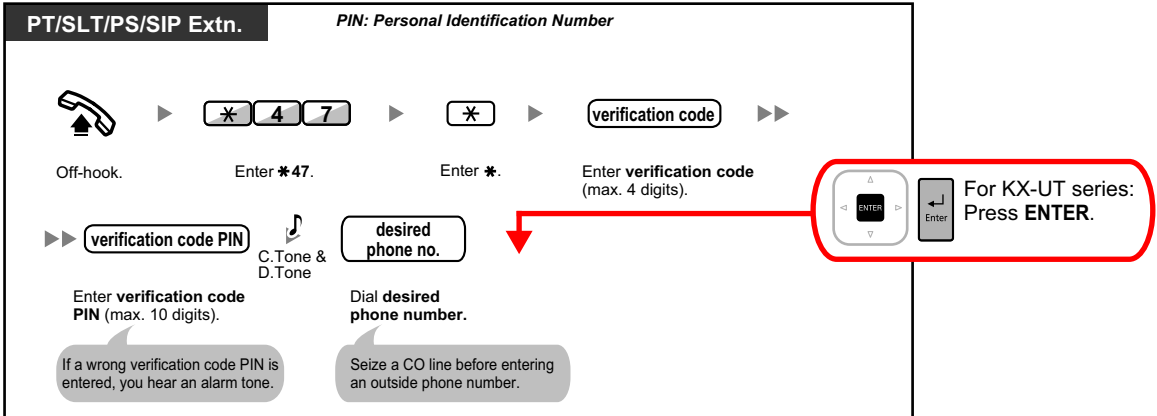 PT/SLT/PS/SIP Extn.
PIN: Personal Identification Number
* 4 7
*
verification code
Off-hook.
Enter *47.
Enter *.
Enter verification code
(max. 4 digits).
ENTER
Enter
For KX-UT series:
Press ENTER.
verification code PIN
C.Tone &
D.Tone
desired
phone no.
Enter verification code
PIN (max. 10 digits).
Dial desired
phone number.
If a wrong verification code PIN is
entered, you hear an alarm tone.
Seize a CO line before entering
an outside phone number.